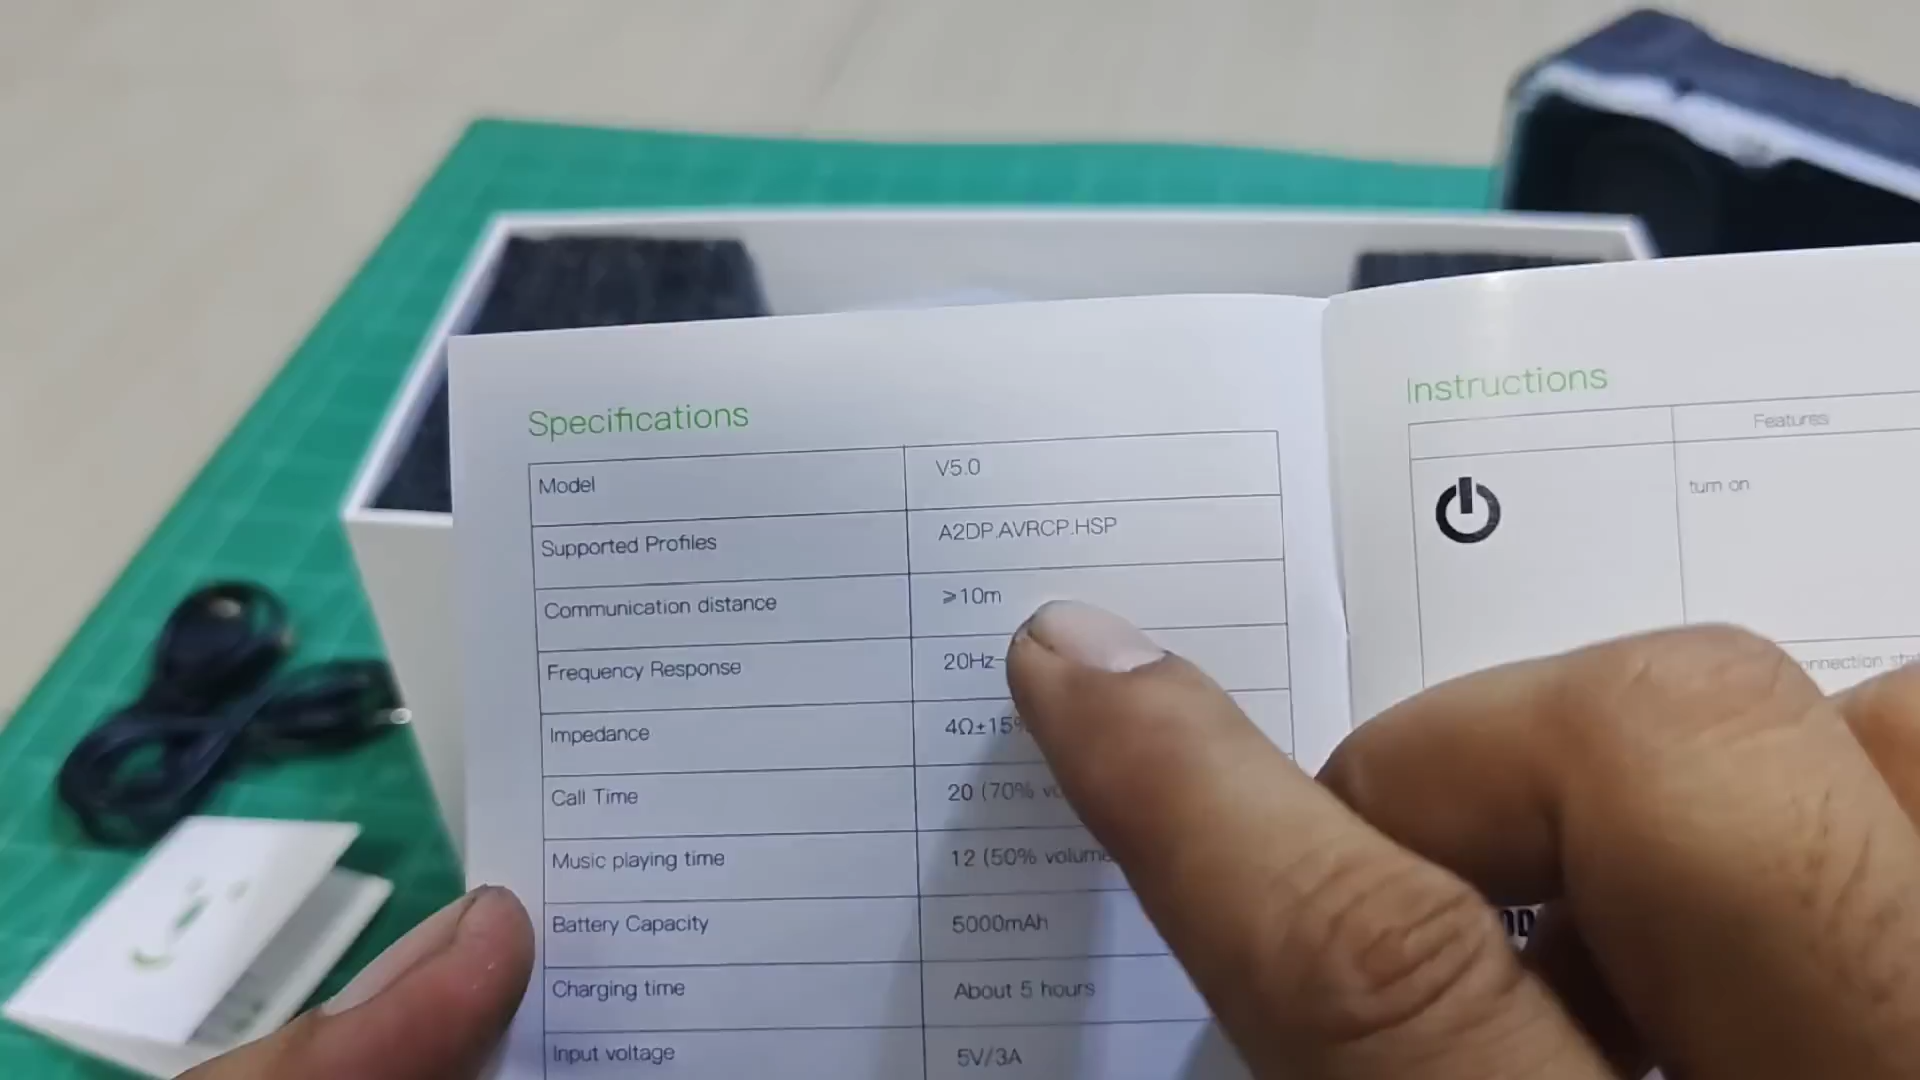 Specifications
Model V5.0
Supported Profiles A2DP.AVRCP.HSP
Communication distance ⩾10m
Frequency Response 20Hz-
Impedance 4Ω±15%
Call Time 20 (70%
Music playing time 12 (50% volume
Battery Capacity 5000mAh
Charging time About 5 hours
Input voltage 5V/3A
Instructions
Features
turn on